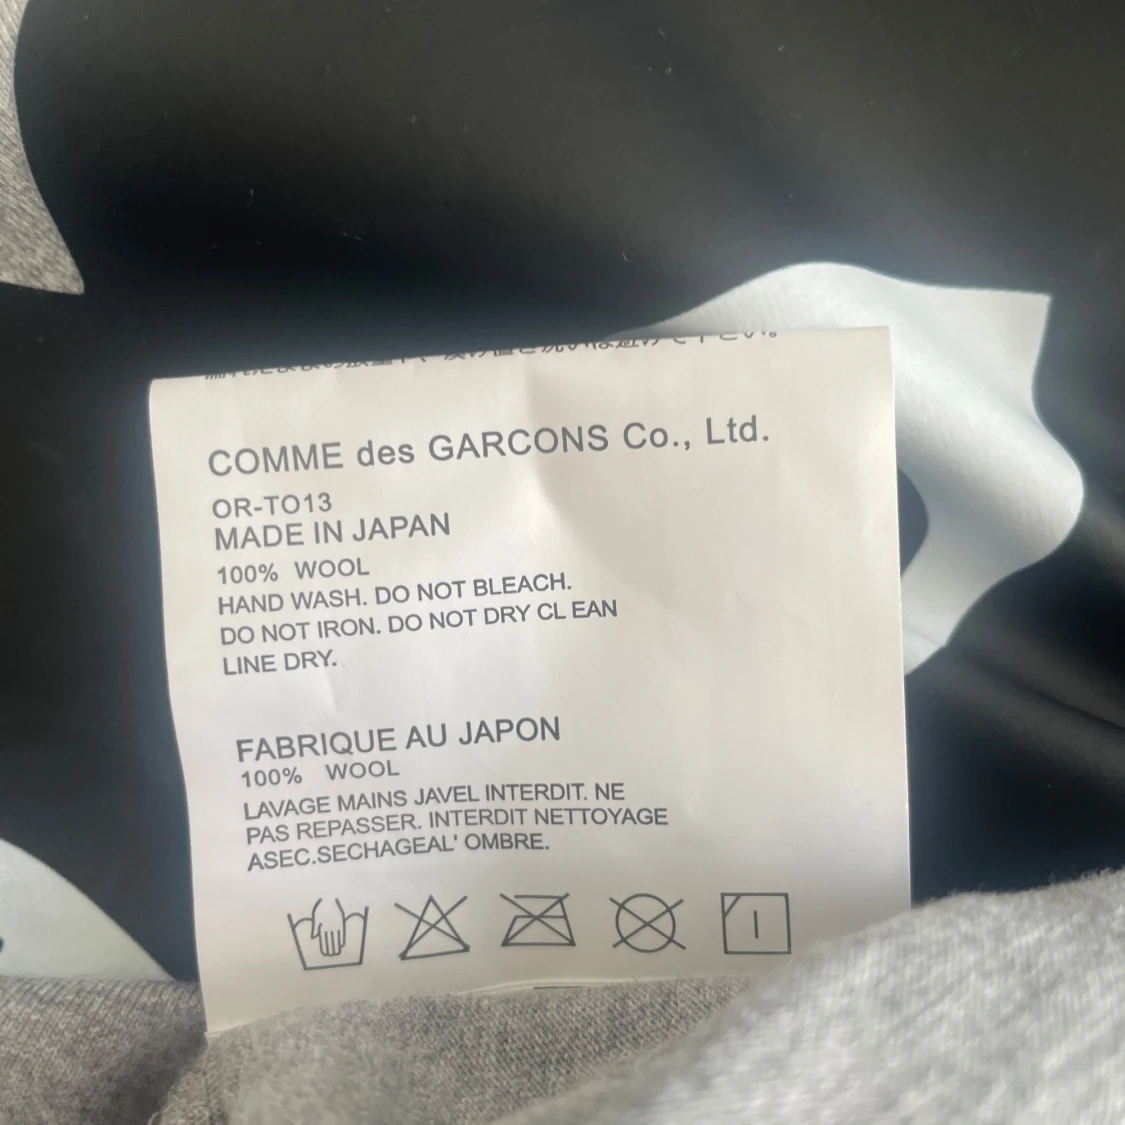 COMME des GARCONS Co., Ltd.
OR-TO13
MADE IN JAPAN
100% WOOL
HAND WASH. DO NOT BLEACH.
DO NOT IRON. DO NOT DRY CL EAN
LINE DRY.
FABRIQUE AU JAPON
100% WOOL
LAVAGE MAINS JAVEL INTERDIT. NE
PAS REPASSER. INTERDIT NETTOYAGE
ASEC.SECHAGEAL' OMBRE.